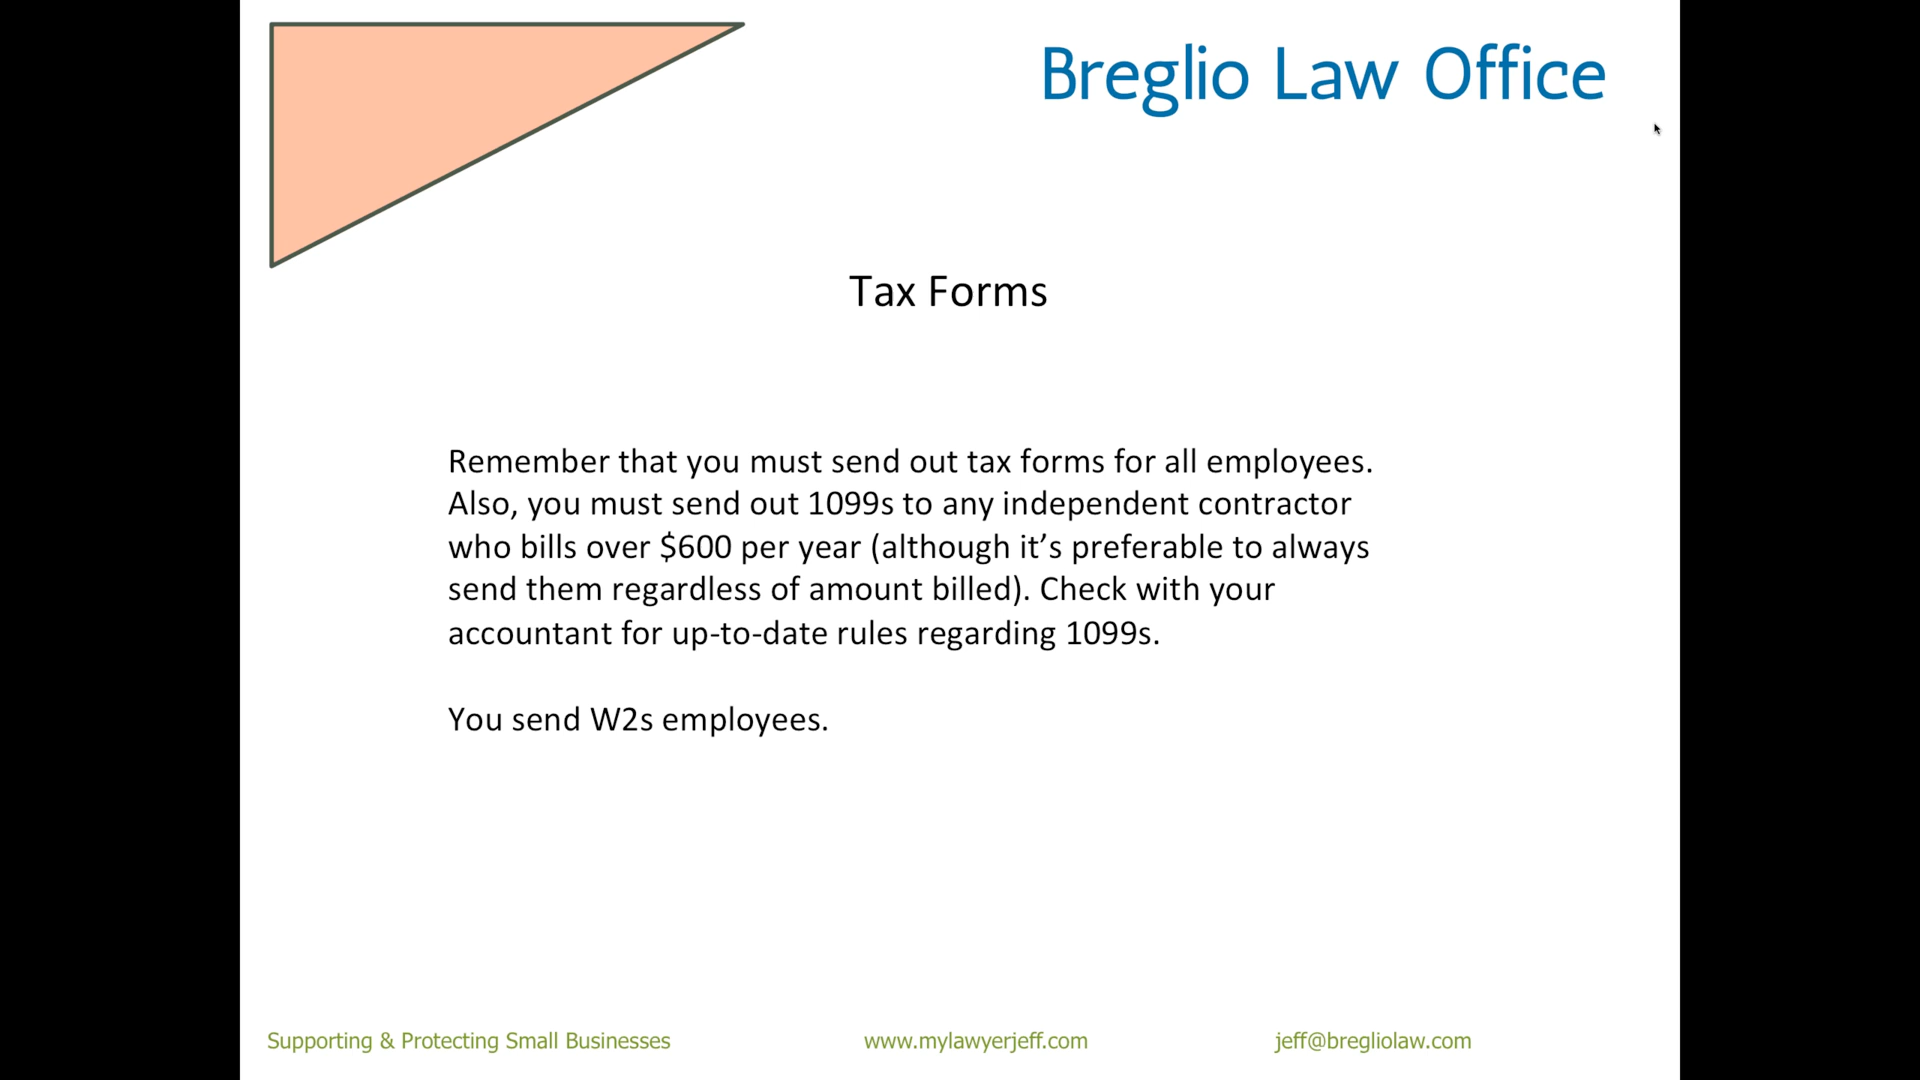 Breglio Law Office
Tax Forms
Remember that you must send out tax forms for all employees.
Also, you must send out 1099s to any independent contractor
who bills over $600 per year (although it’s preferable to always
send them regardless of amount billed). Check with your
accountant for up-to-date rules regarding 1099s.
You send W2s employees.
Supporting & Protecting Small Businesses
www.mylawyerjeff.com
jeff@bregliolaw.com